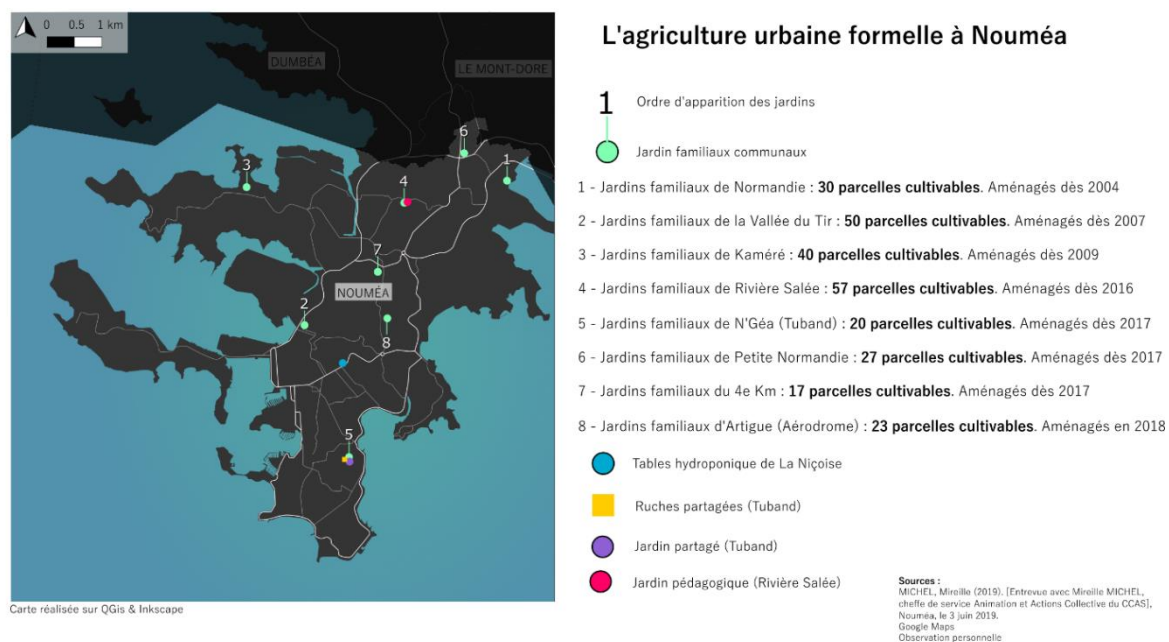 0 0.5 1 km
DUMBÉA
LE MONT-DORE
6
1
3
4
7
NOUMÉA
2
8
5
Carte réalisée sur QGis & Inkscape
L'agriculture urbaine formelle à Nouméa
1 Ordre d'apparition des jardins
Jardin familiaux communaux
1 - Jardins familiaux de Normandie : 30 parcelles cultivables. Aménagés dès 2004
2 - Jardins familiaux de la Vallée du Tir : 50 parcelles cultivables. Aménagés dès 2007
3 - Jardins familiaux de Kaméré : 40 parcelles cultivables. Aménagés dès 2009
4 - Jardins familiaux de Rivière Salée : 57 parcelles cultivables. Aménagés dès 2016
5 - Jardins familiaux de N'Géa (Tuband) : 20 parcelles cultivables. Aménagés dès 2017
6 - Jardins familiaux de Petite Normandie : 27 parcelles cultivables. Aménagés dès 2017
7 - Jardins familiaux du 4e Km : 17 parcelles cultivables. Aménagés dès 2017
8 - Jardins familiaux d'Artigue (Aérodrome) : 23 parcelles cultivables. Aménagés en 2018
Tables hydroponique de La Niçoise
Ruches partagées (Tuband)
Jardin partagé (Tuband)
Jardin pédagogique (Rivière Salée)
Sources :
MICHEL, Mireille (2019). [Entrevue avec Mireille MICHEL,
cheffe de service Animation et Actions Collective du CCAS],
Nouméa, le 3 juin 2019.
Google Maps
Observation personnelle